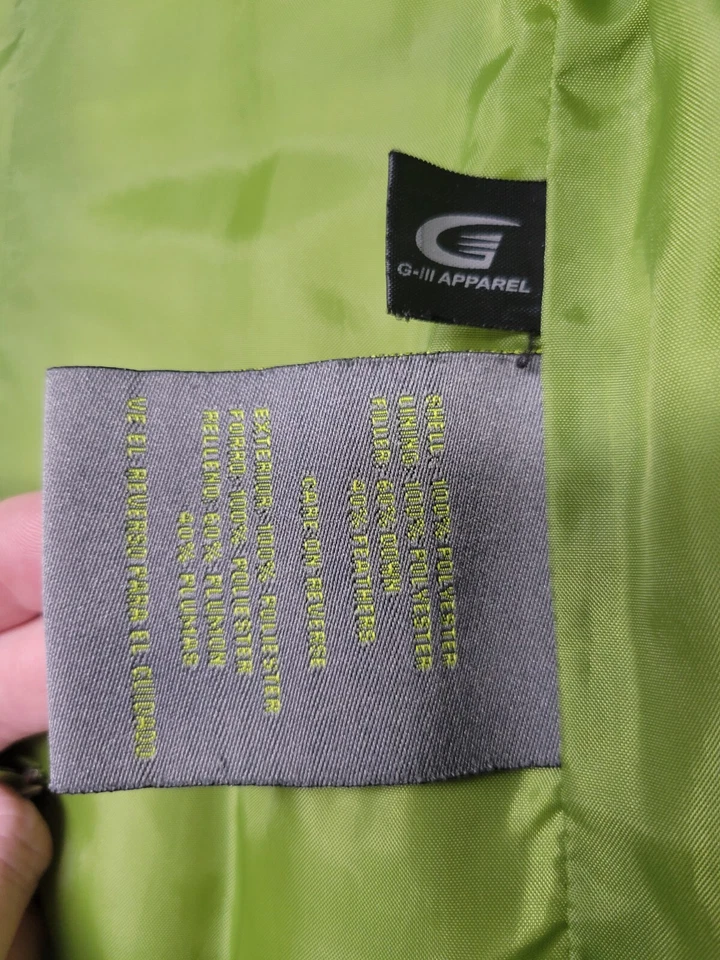 G-III APPAREL
SHELL: 100% POLYESTER
LINING: 100% POLYESTER
FILLER: 60% DOWN
40% FEATHERS
CARE ON REVERSE
EXTERIOR: 100% POLIESTER
FORRO: 100% POLIESTER
RELLENO: 60% PLUMON
40% PLUMAS
VE EL REVERSO PARA EL CUIDADO